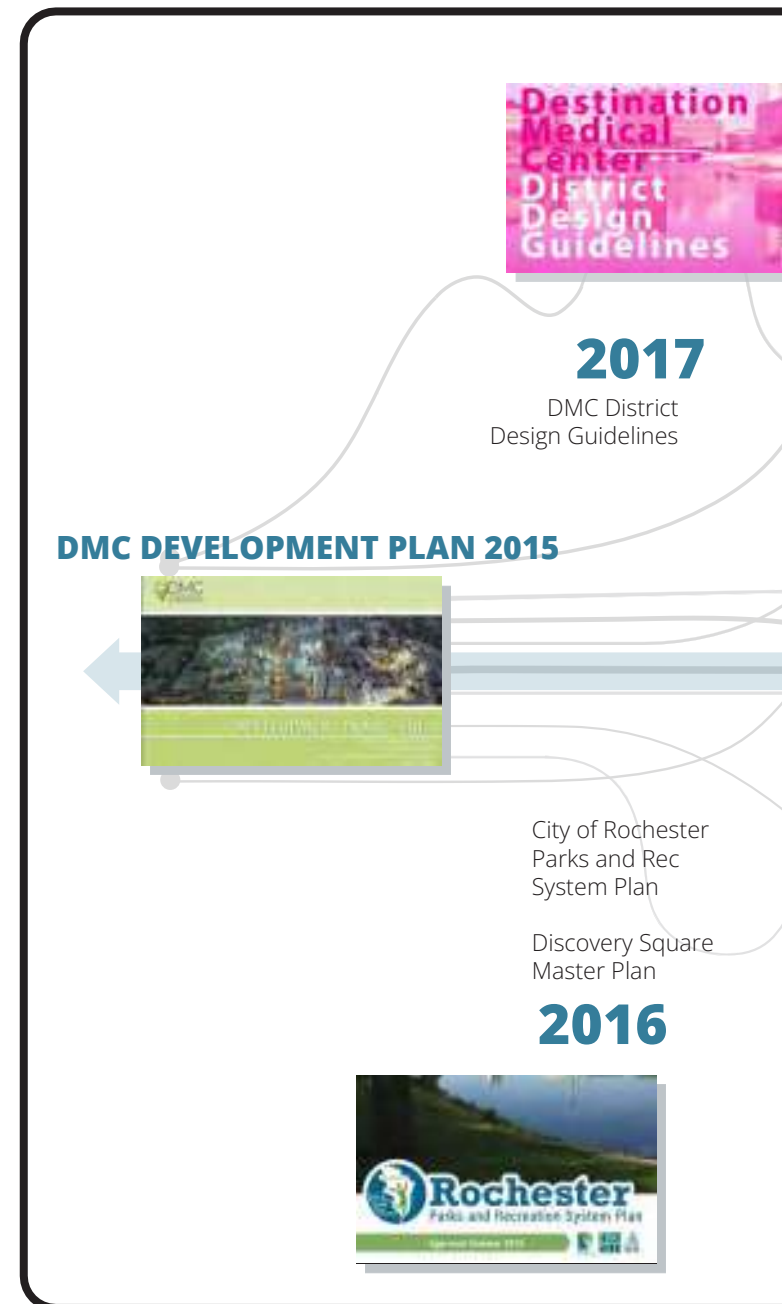 Destination
Medical
Center
District
Design
Guidelines
2017
DMC District
Design Guidelines
DMC DEVELOPMENT PLAN 2015
DMC
City of Rochester
Parks and Rec
System Plan
Discovery Square
Master Plan
2016
Rochester
Parks and Recreation System Plan